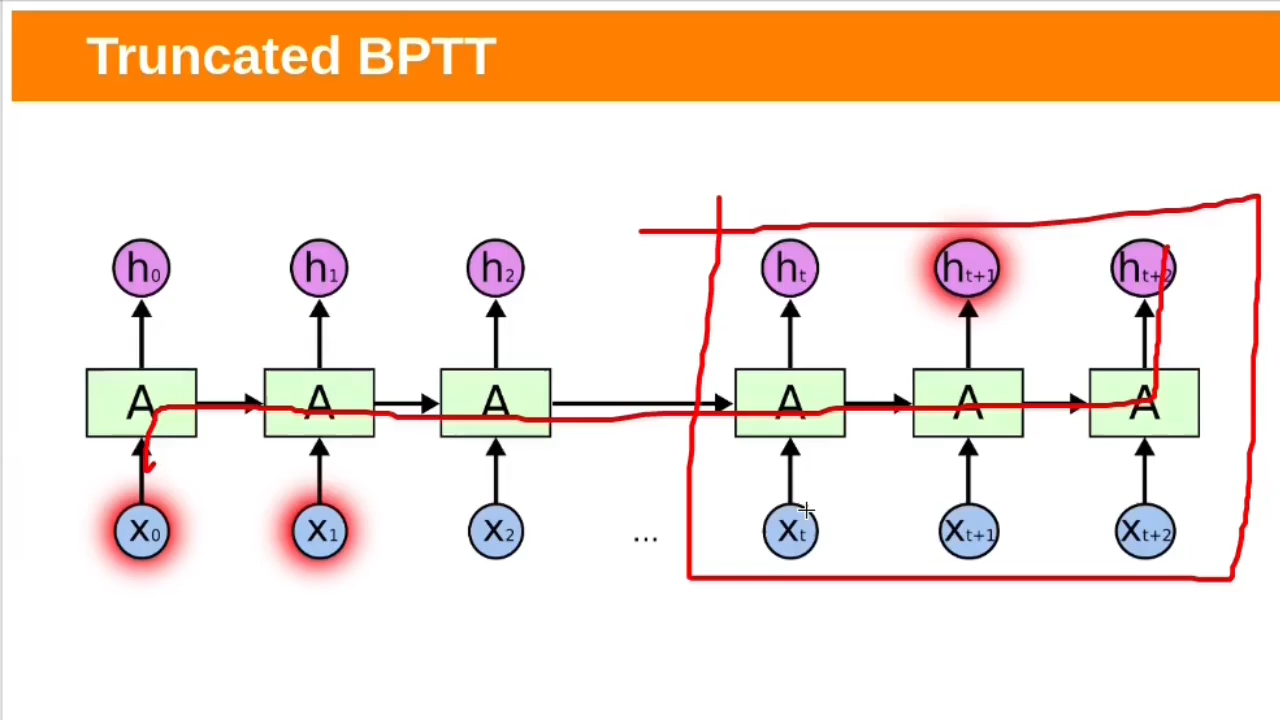 Truncated BPTT
h₀ h₁ h₂ hₜ hₜ₊₁ hₜ₊₂
A A A A A A
x₀ x₁ x₂ ... xₜ xₜ₊₁ xₜ₊₂